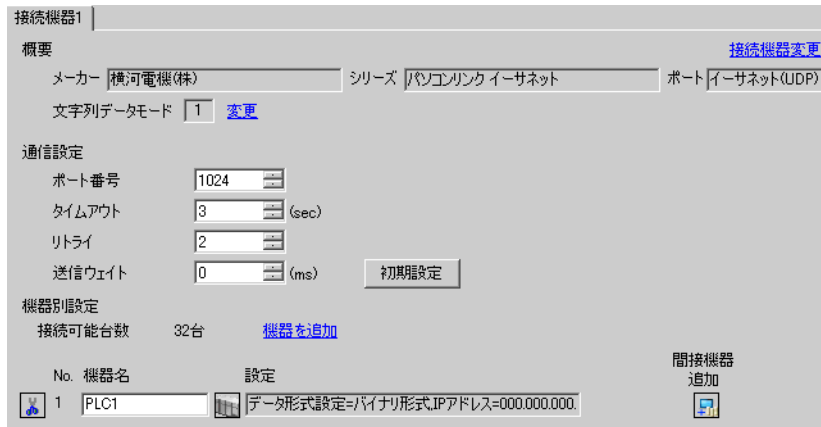 接続機器1
概要 接続機器変更
メーカー 横河電機(株) シリーズ パソコンリンク イーサネット ポート イーサネット(UDP)
文字列データモード 1 変更
通信設定
ポート番号 1024
タイムアウト 3 (sec)
リトライ 2
送信ウェイト 0 (ms) 初期設定
機器別設定
接続可能台数 32台 機器を追加
間接機器
No. 機器名 設定 追加
1 PLC1 データ形式設定=バイナリ形式,IPアドレス=000.000.000.